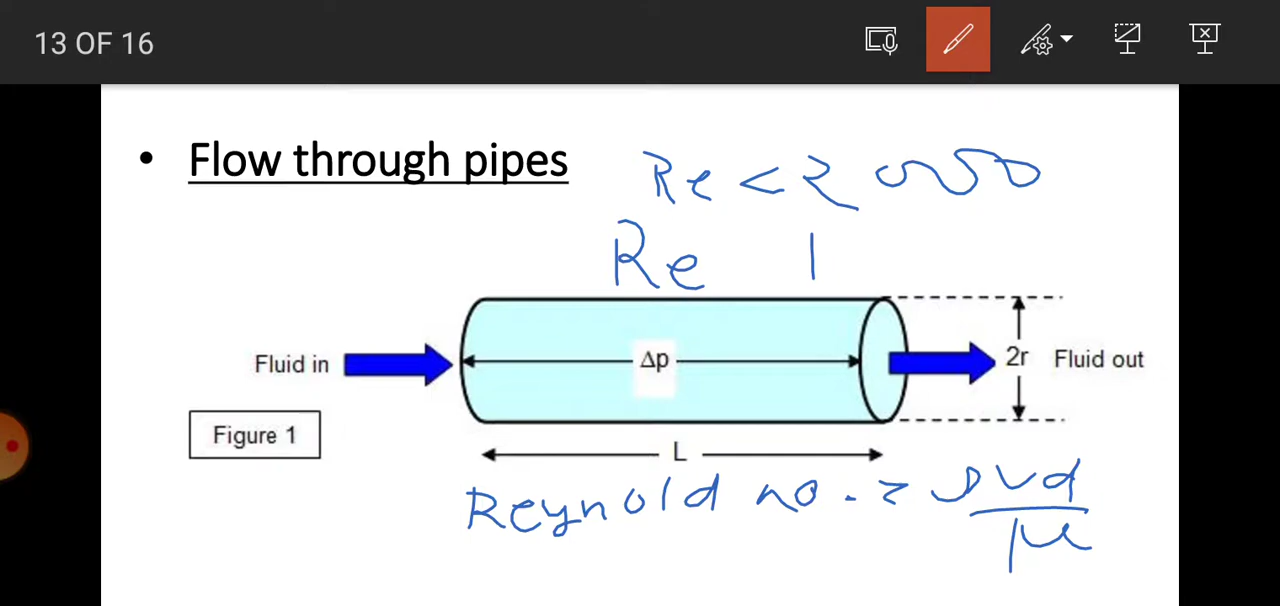 13 OF 16
• Flow through pipes
Re < 2000
Re 1
Fluid in
Δp
2r
Fluid out
Figure 1
L
Reynold no. = ρvd
μ